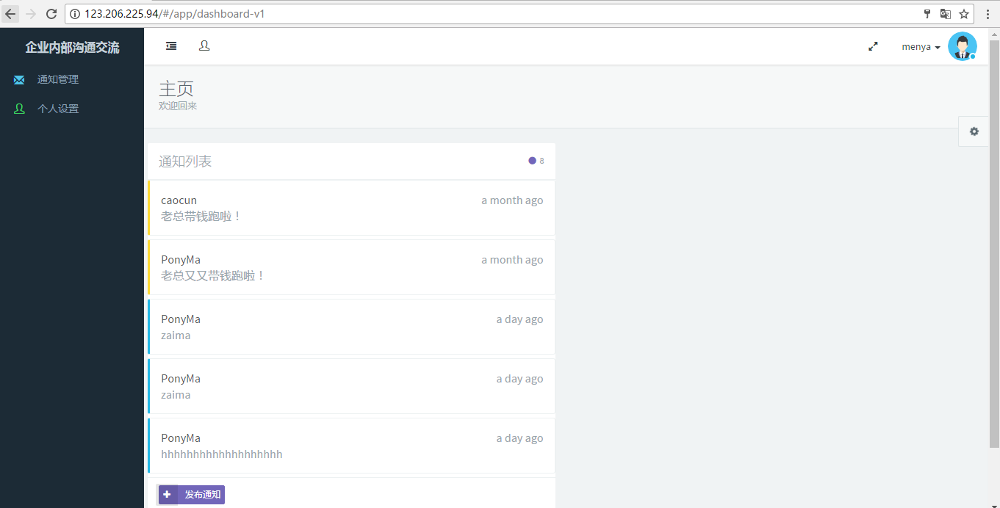 123.206.225.94/#/app/dashboard-v1
企业内部沟通交流
menya
通知管理
个人设置
主页
欢迎回来
通知列表
8
caocun
a month ago
老总带钱跑啦！
PonyMa
a month ago
老总又又带钱跑啦！
PonyMa
a day ago
zaima
PonyMa
a day ago
zaima
PonyMa
a day ago
hhhhhhhhhhhhhhhhhhh
发布通知